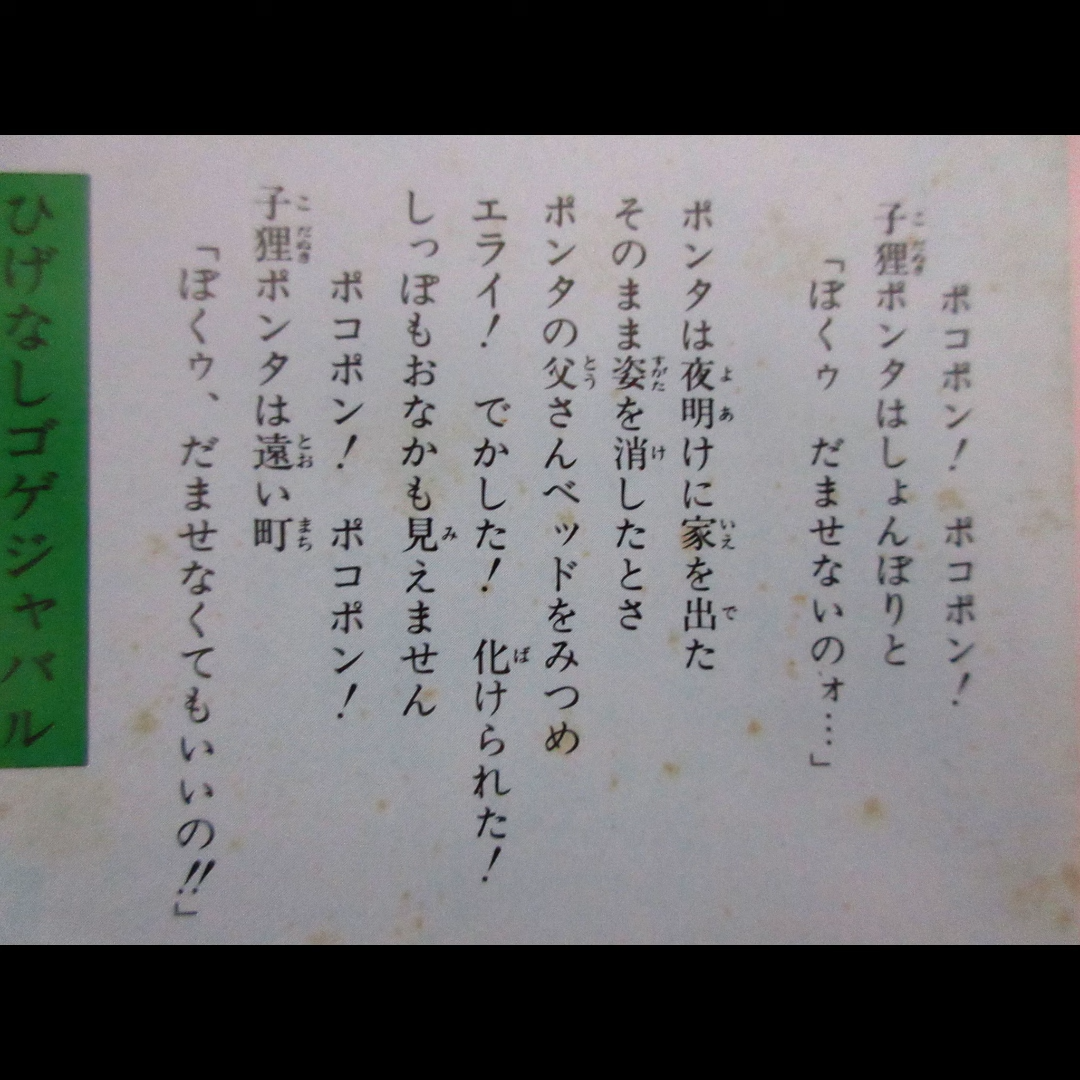 ポコポン!　ポコポン!
子狸ポンタはしょんぼりと
「ぼくゥ　だませないのォ…」
ポンタは夜明けに家を出た
そのまま姿を消したとさ
ポンタの父さんベッドをみつめ
エライ!　でかした!　化けられた!
しっぽもおなかも見えません
ポコポン!　ポコポン!
子狸ポンタは遠い町
「ぼくゥ、だませなくてもいいの!!」
ひげなしゴゲジャバル